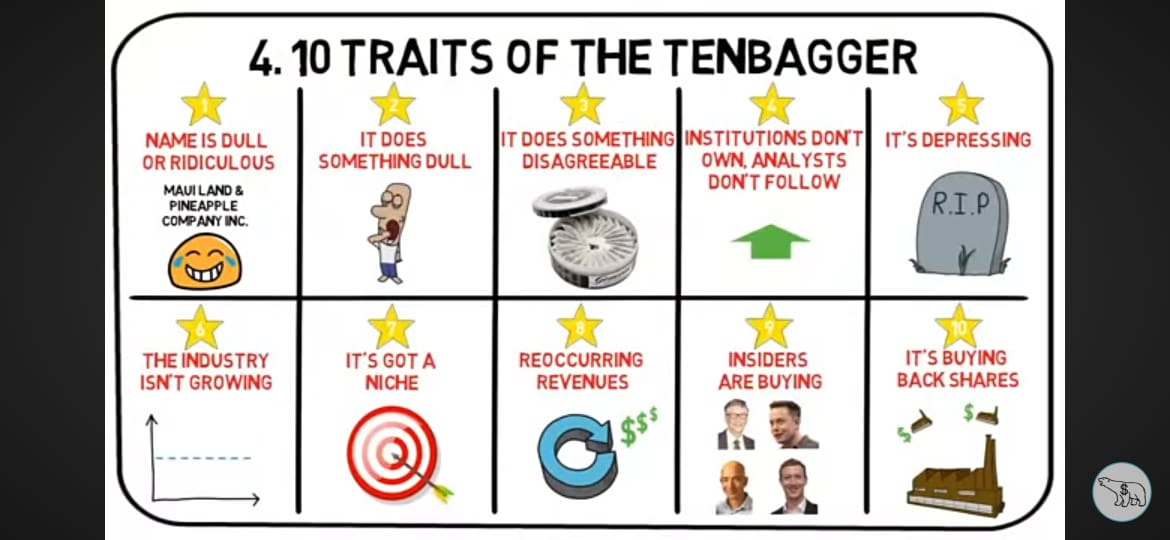 4. 10 TRAITS OF THE TENBAGGER
1
NAME IS DULL
OR RIDICULOUS
MAUI LAND &
PINEAPPLE
COMPANY INC.
2
IT DOES
SOMETHING DULL
3
IT DOES SOMETHING
DISAGREEABLE
4
INSTITUTIONS DON'T
OWN, ANALYSTS
DON'T FOLLOW
5
IT'S DEPRESSING
R.I.P
6
THE INDUSTRY
ISN'T GROWING
7
IT'S GOT A
NICHE
8
REOCCURRING
REVENUES
$$$
9
INSIDERS
ARE BUYING
10
IT'S BUYING
BACK SHARES
$
$
$